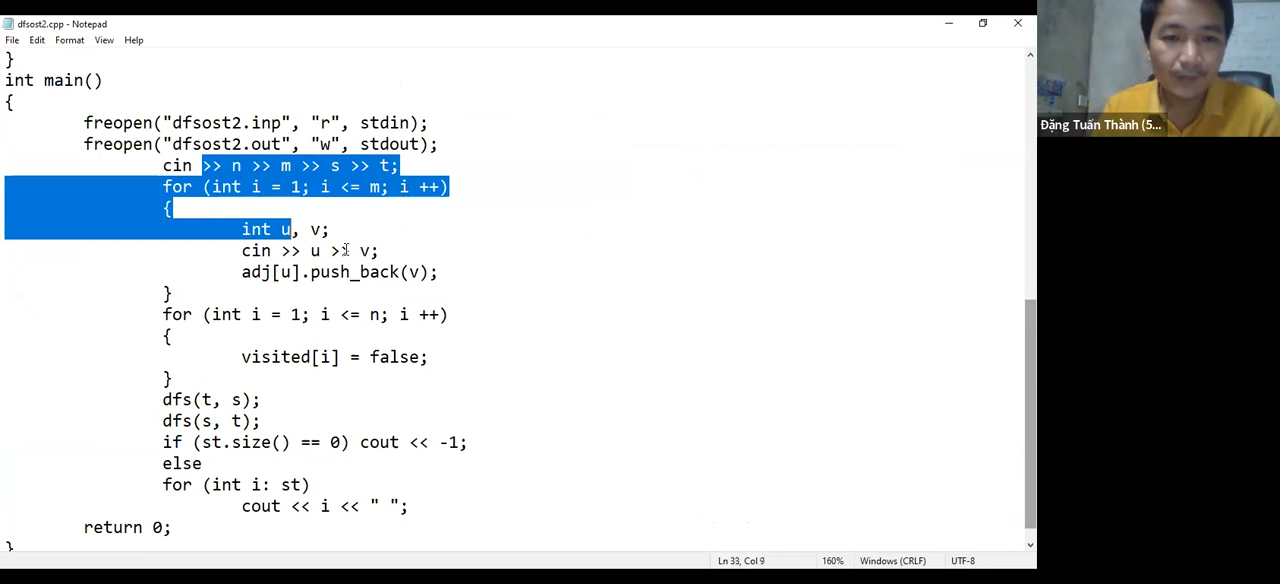 dfsost2.cpp - Notepad
File Edit Format View Help
}
int main()
{
freopen("dfsost2.inp", "r", stdin);
freopen("dfsost2.out", "w", stdout);
cin >> n >> m >> s >> t;
for (int i = 1; i <= m; i ++)
{
int u, v;
cin >> u >> v;
adj[u].push_back(v);
}
for (int i = 1; i <= n; i ++)
{
visited[i] = false;
}
dfs(t, s);
dfs(s, t);
if (st.size() == 0) cout << -1;
else
for (int i: st)
cout << i << " ";
return 0;
}
Ln 33, Col 9 160% Windows (CRLF) UTF-8
Đặng Tuấn Thành (5...